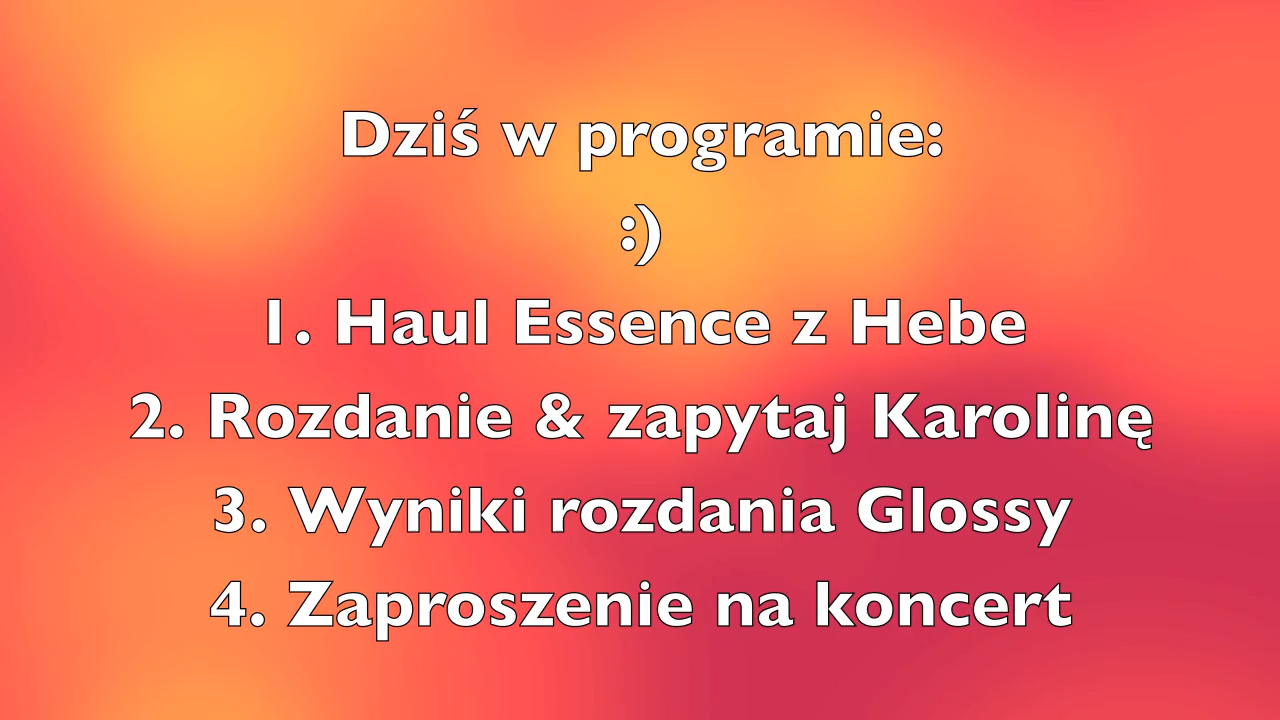 Dziś w programie:
:)
1. Haul Essence z Hebe
2. Rozdanie & zapytaj Karolinę
3. Wyniki rozdania Glossy
4. Zaproszenie na koncert